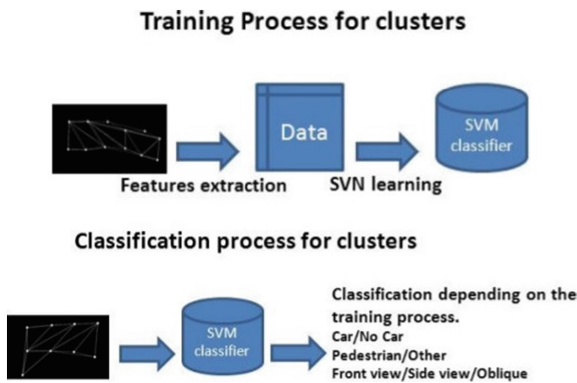 Training Process for clusters
Data
SVM
classifier
Features extraction
SVN learning
Classification process for clusters
SVM
classifier
Classification depending on the
training process.
Car/No Car
Pedestrian/Other
Front view/Side view/Oblique